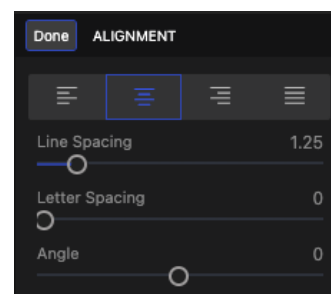 Done ALIGNMENT
Line Spacing 1.25
Letter Spacing 0
Angle 0